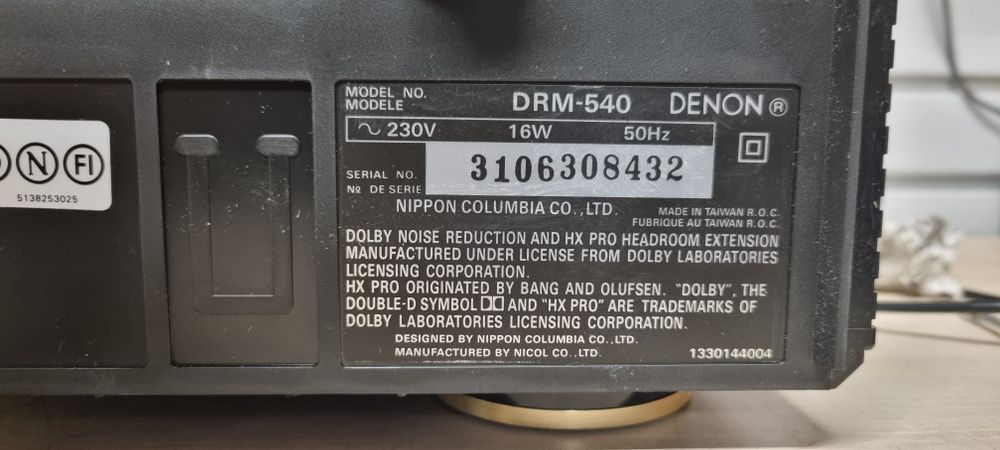 N FI
5138253025
MODEL NO.
MODELE
DRM-540 DENON ®
∼ 230V 16W 50Hz
SERIAL NO.
№ DE SERIE
3106308432
NIPPON COLUMBIA CO.,LTD.
MADE IN TAIWAN R.O.C.
FUBRIQUE AU TAIWAN R.O.C.
DOLBY NOISE REDUCTION AND HX PRO HEADROOM EXTENSION
MANUFACTURED UNDER LICENSE FROM DOLBY LABORATORIES
LICENSING CORPORATION.
HX PRO ORIGINATED BY BANG AND OLUFSEN. "DOLBY", THE
DOUBLE-D SYMBOL AND "HX PRO" ARE TRADEMARKS OF
DOLBY LABORATORIES LICENSING CORPORATION.
DESIGNED BY NIPPON COLUMBIA CO.,LTD.
MANUFACTURED BY NICOL CO.,LTD.
1330144004